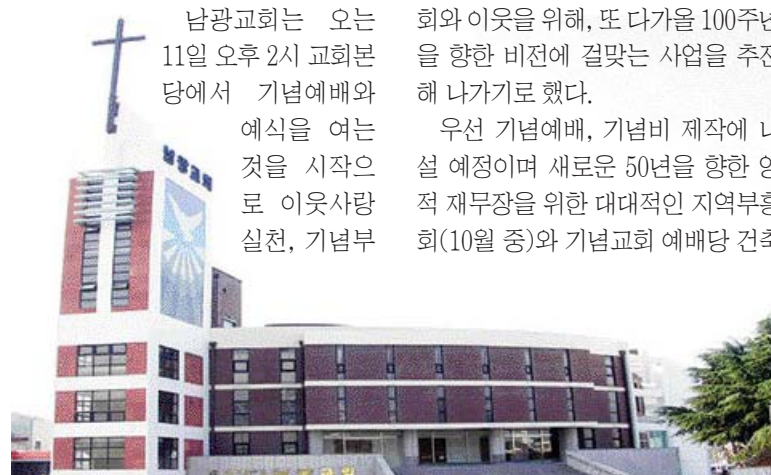 남광교회는 오는
11일 오후 2시 교회본
당에서 기념예배와
예식을 여는
것을 시작으
로 이웃사랑
실천, 기념부
회와 이웃을 위해, 또 다가올 100주년
을 향한 비전에 걸맞는 사업을 추진
해 나가기로 했다.
우선 기념예배, 기념비 제작에 나
설 예정이며 새로운 50년을 향한 영
적 재무장을 위한 대대적인 지역부흥
회(10월 중)와 기념교회 예배당 건축
남광교회